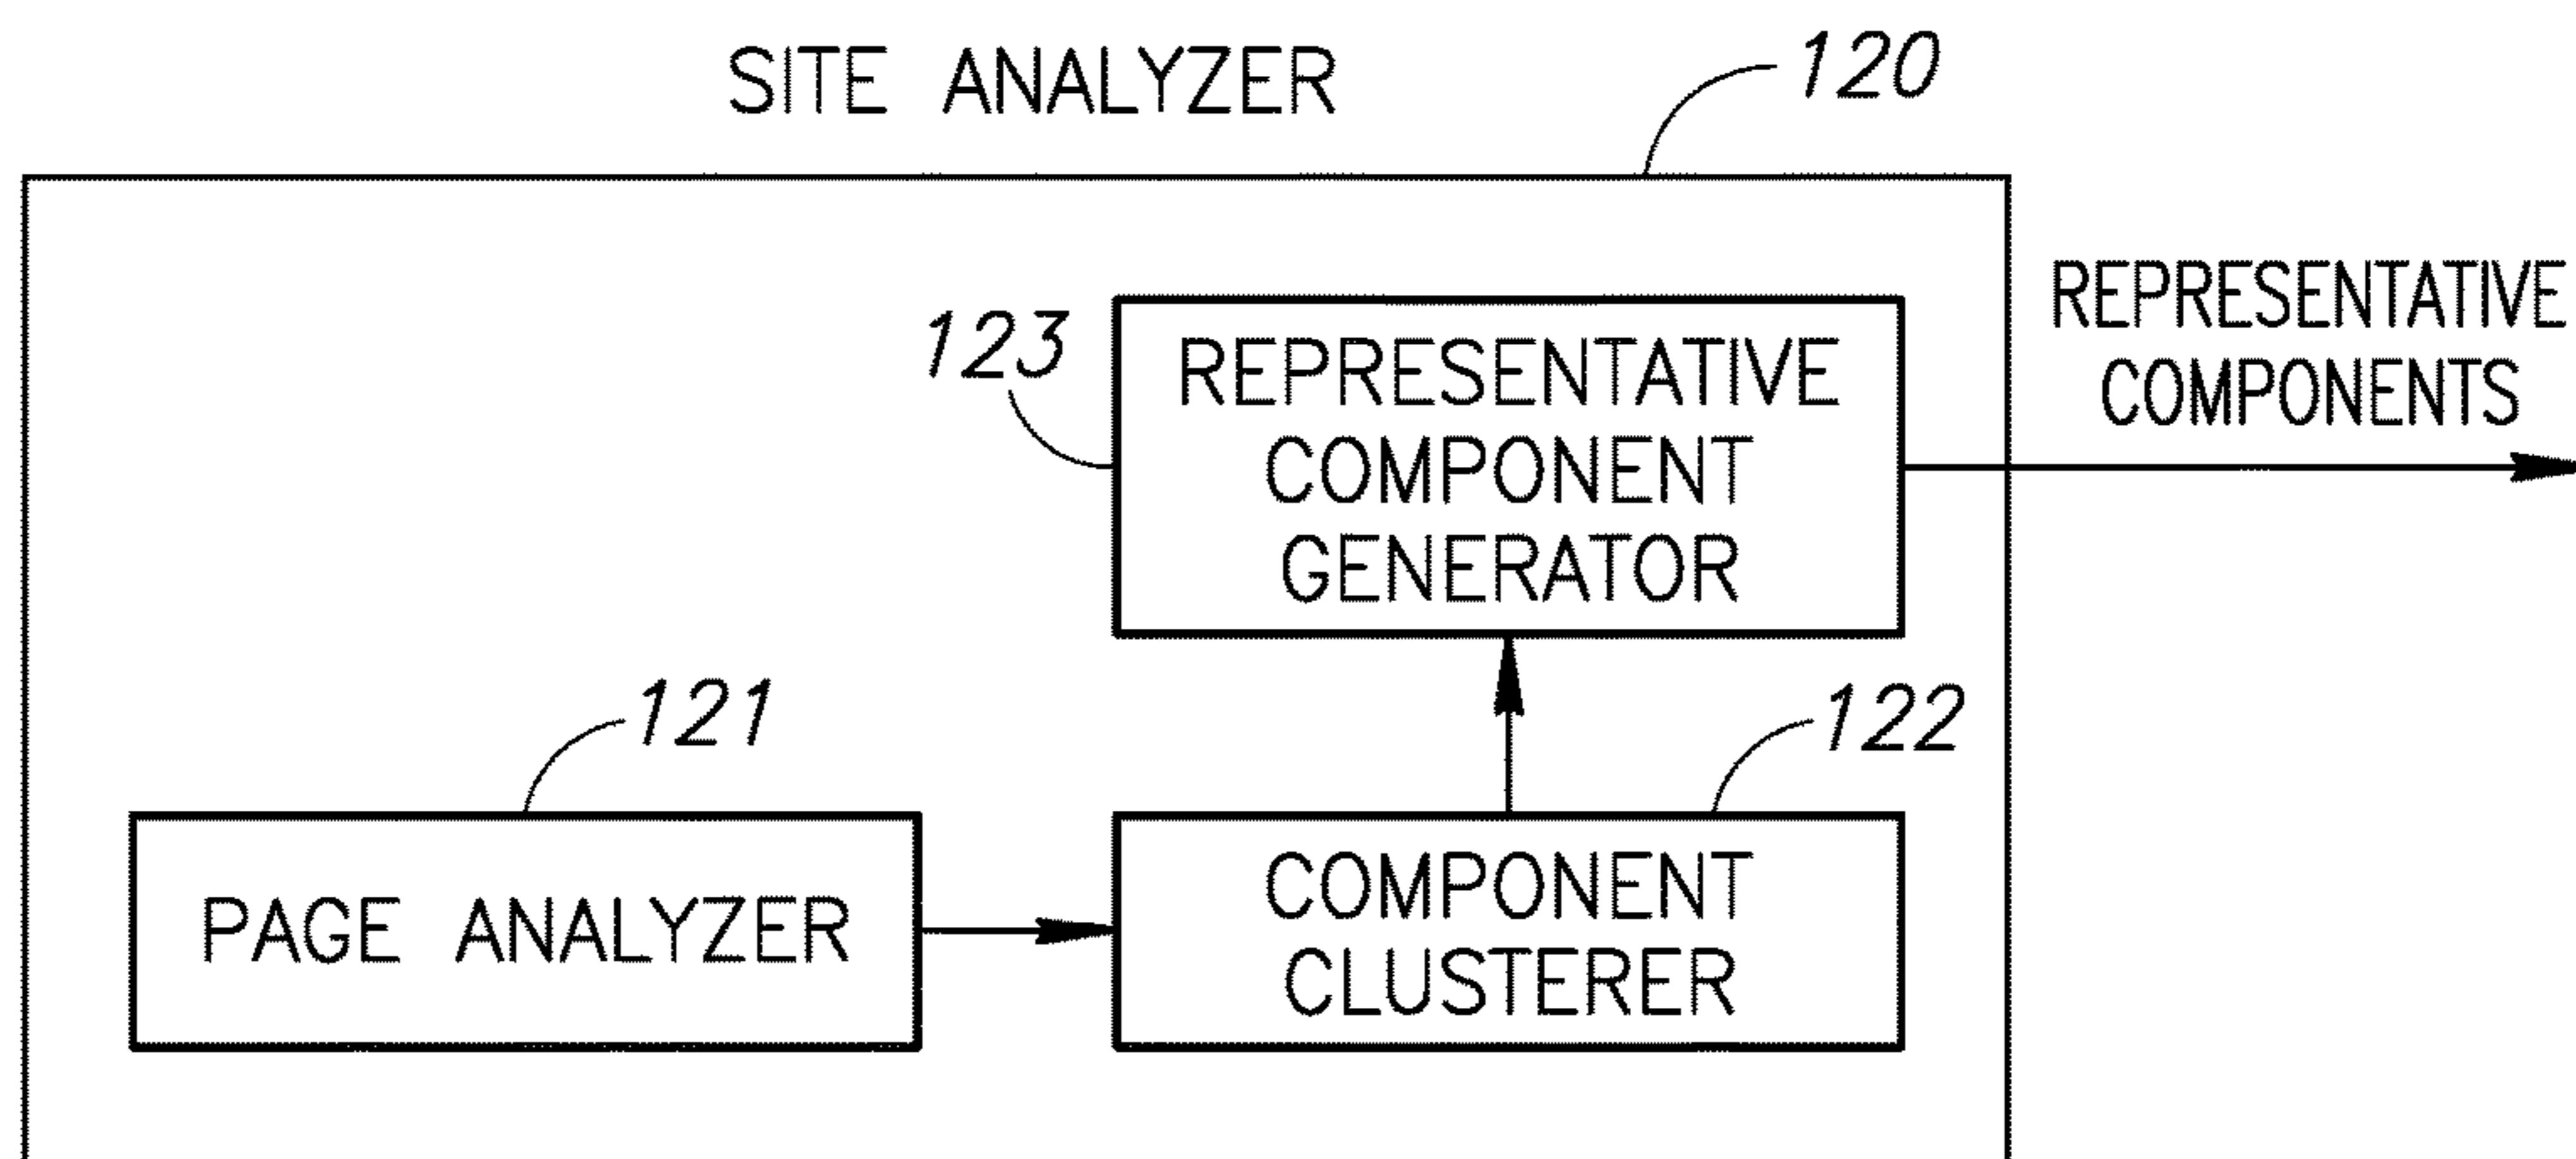 SITE ANALYZER
120
REPRESENTATIVE
COMPONENTS
123
REPRESENTATIVE
COMPONENT
GENERATOR
121
122
PAGE ANALYZER
COMPONENT
CLUSTERER